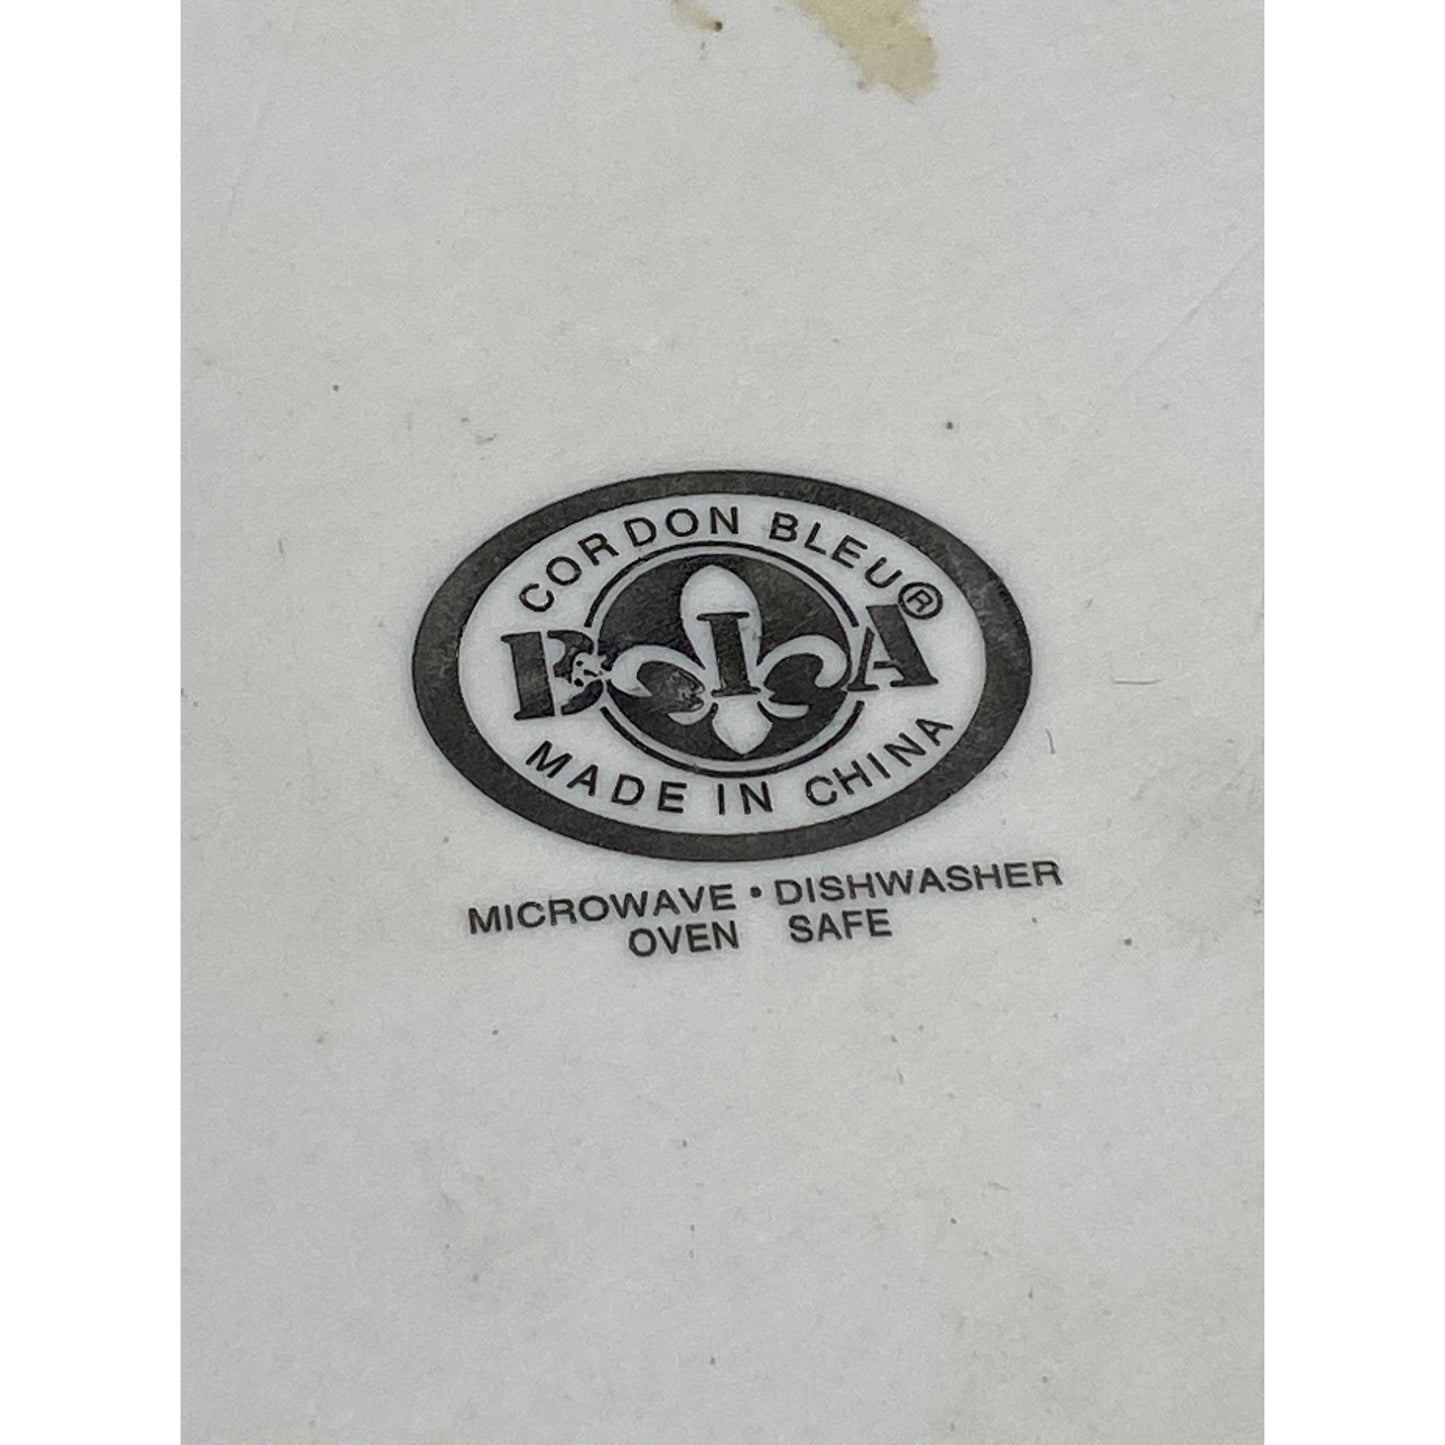 CORDON BLEU®
BIA
MADE IN CHINA
MICROWAVE • DISHWASHER
OVEN SAFE